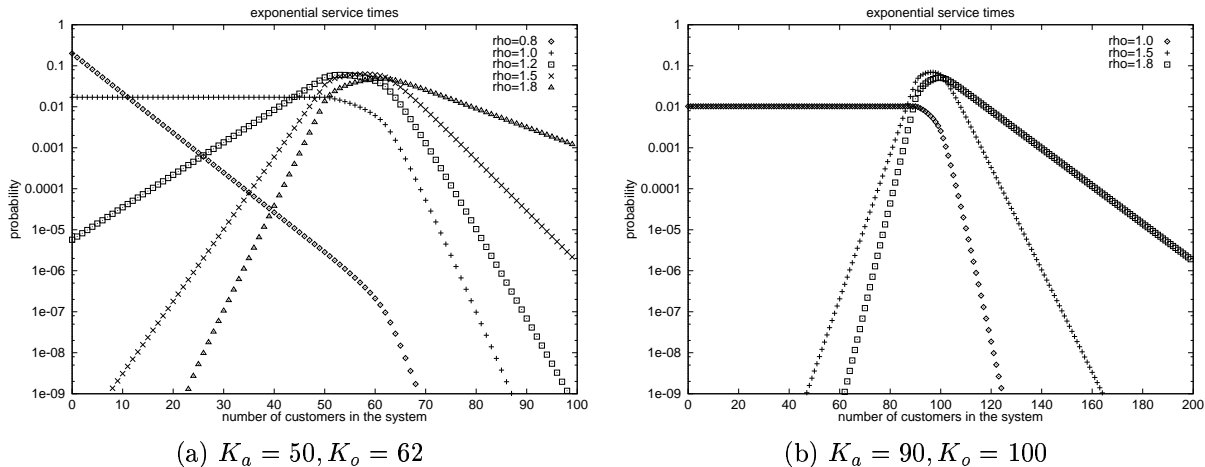 exponential service times
probability
1
0.1
0.01
0.001
0.0001
1e-05
1e-06
1e-07
1e-08
1e-09
rho=0.8
rho=1.0
rho=1.2
rho=1.5
rho=1.8
0 10 20 30 40 50 60 70 80 90 100
number of customers in the system
(a) K_a = 50, K_o = 62
exponential service times
probability
1
0.1
0.01
0.001
0.0001
1e-05
1e-06
1e-07
1e-08
1e-09
rho=1.0
rho=1.5
rho=1.8
0 20 40 60 80 100 120 140 160 180 200
number of customers in the system
(b) K_a = 90, K_o = 100